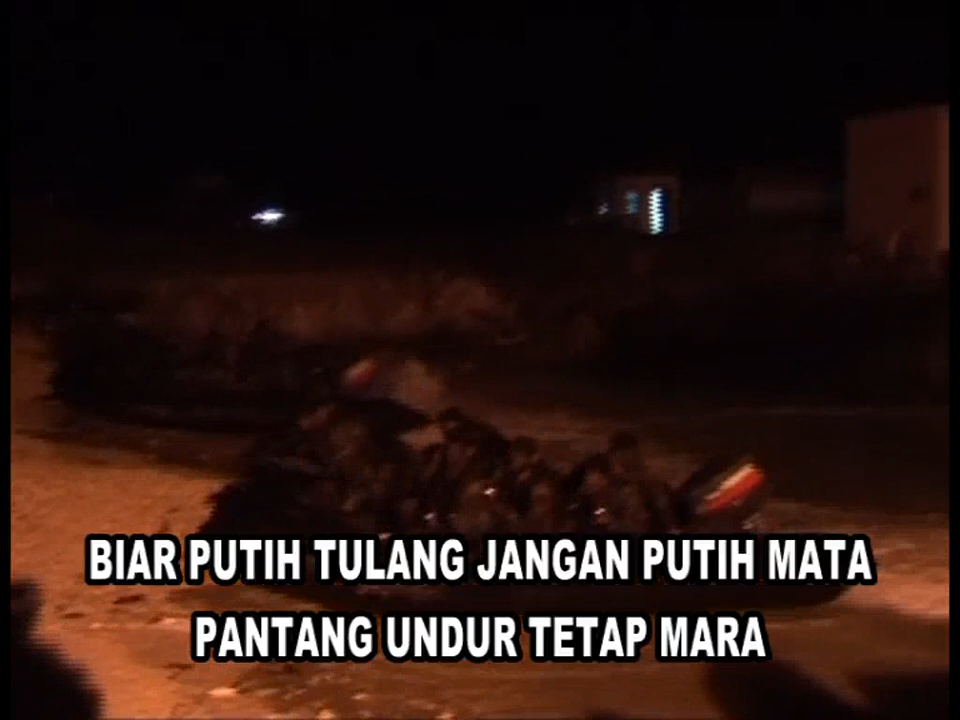 BIAR PUTIH TULANG JANGAN PUTIH MATA
PANTANG UNDUR TETAP MARA